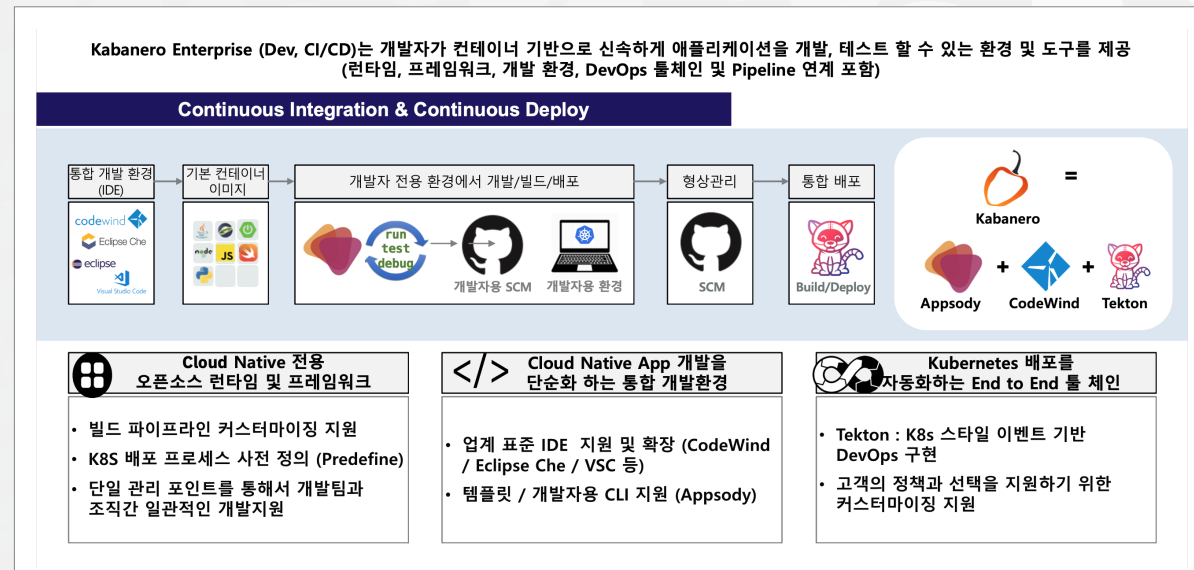 Kabanero Enterprise (Dev, CI/CD)는 개발자가 컨테이너 기반으로 신속하게 애플리케이션을 개발, 테스트 할 수 있는 환경 및 도구를 제공
(런타임, 프레임워크, 개발 환경, DevOps 툴체인 및 Pipeline 연계 포함)
Continuous Integration & Continuous Deploy
통합 개발 환경
(IDE)
기본 컨테이너
이미지
개발자 전용 환경에서 개발/빌드/배포
형상관리
통합 배포
codewind
Eclipse Che
eclipse
Visual Studio Code
node
JS
run
test
debug
개발자용 SCM
개발자용 환경
SCM
Build/Deploy
=
Kabanero
+
+
Appsody
CodeWind
Tekton
Cloud Native 전용
오픈소스 런타임 및 프레임워크
• 빌드 파이프라인 커스터마이징 지원
• K8S 배포 프로세스 사전 정의 (Predefine)
• 단일 관리 포인트를 통해서 개발팀과
조직간 일관적인 개발지원
</>
Cloud Native App 개발을
단순화 하는 통합 개발환경
• 업계 표준 IDE 지원 및 확장 (CodeWind
/ Eclipse Che / VSC 등)
• 템플릿 / 개발자용 CLI 지원 (Appsody)
Kubernetes 배포를
자동화하는 End to End 툴 체인
• Tekton : K8s 스타일 이벤트 기반
DevOps 구현
• 고객의 정책과 선택을 지원하기 위한
커스터마이징 지원